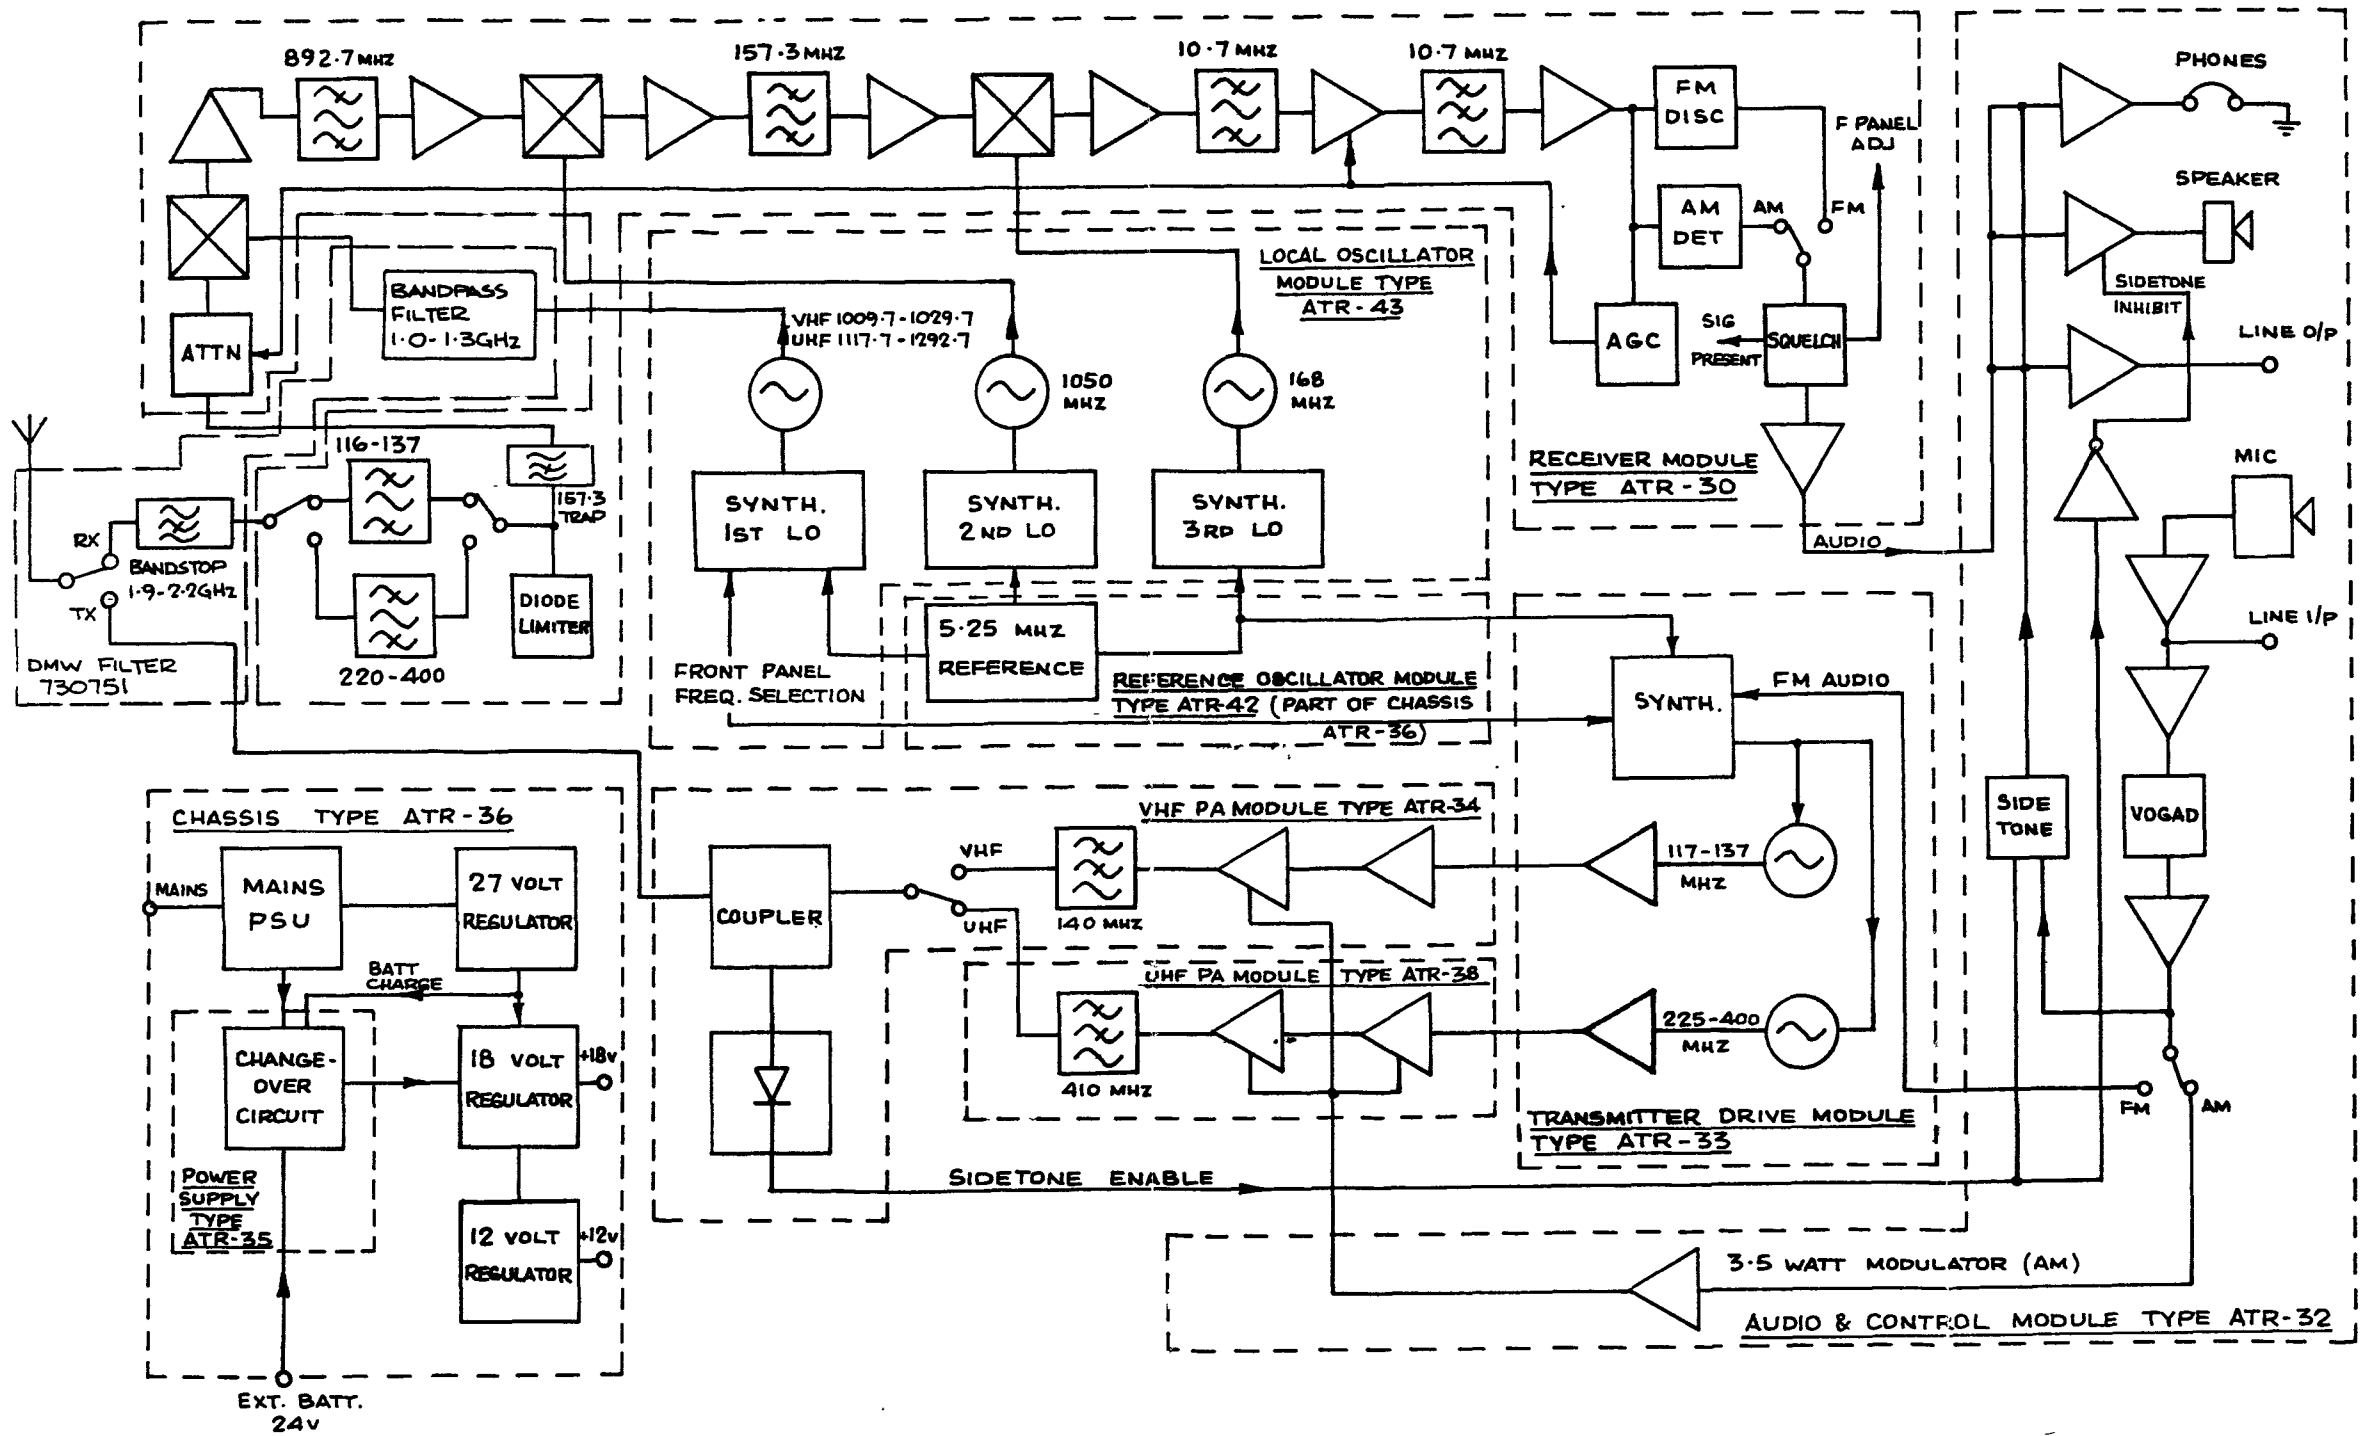 892.7 MHZ
157.3 MHZ
10.7 MHZ
10.7 MHZ
FM
DISC
F PANEL
ADJ
PHONES
AM
DET
AM
FM
SPEAKER
ATTN
BANDPASS
FILTER
1.0-1.3GHz
LOCAL OSCILLATOR
MODULE TYPE
ATR-43
VHF 1009.7-1029.7
UHF 1117.7-1292.7
1050
MHZ
168
MHZ
AGC
SIG
PRESENT
SQUELCH
SIDETONE
INHIBIT
LINE O/P
116-137
157.3
TRAP
SYNTH.
1ST LO
SYNTH.
2ND LO
SYNTH.
3RD LO
RECEIVER MODULE
TYPE ATR-30
AUDIO
MIC
RX
TX
BANDSTOP
1.9-2.2GHz
DIODE
LIMITER
220-400
DMW FILTER
730751
FRONT PANEL
FREQ. SELECTION
5.25 MHZ
REFERENCE
REFERENCE OSCILLATOR MODULE
TYPE ATR-42 (PART OF CHASSIS
ATR-36)
SYNTH.
FM AUDIO
LINE I/P
CHASSIS TYPE ATR-36
MAINS
MAINS
PSU
27 VOLT
REGULATOR
BATT
CHARGE
CHANGE-
OVER
CIRCUIT
18 VOLT
REGULATOR
+18V
POWER
SUPPLY
TYPE
ATR-35
12 VOLT
REGULATOR
+12V
EXT. BATT.
24V
COUPLER
VHF
UHF
VHF PA MODULE TYPE ATR-34
140 MHZ
UHF PA MODULE TYPE ATR-38
410 MHZ
117-137
MHZ
225-400
MHZ
TRANSMITTER DRIVE MODULE
TYPE ATR-33
SIDE
TONE
VOGAD
FM
AM
SIDETONE ENABLE
3.5 WATT MODULATOR (AM)
AUDIO & CONTROL MODULE TYPE ATR-32